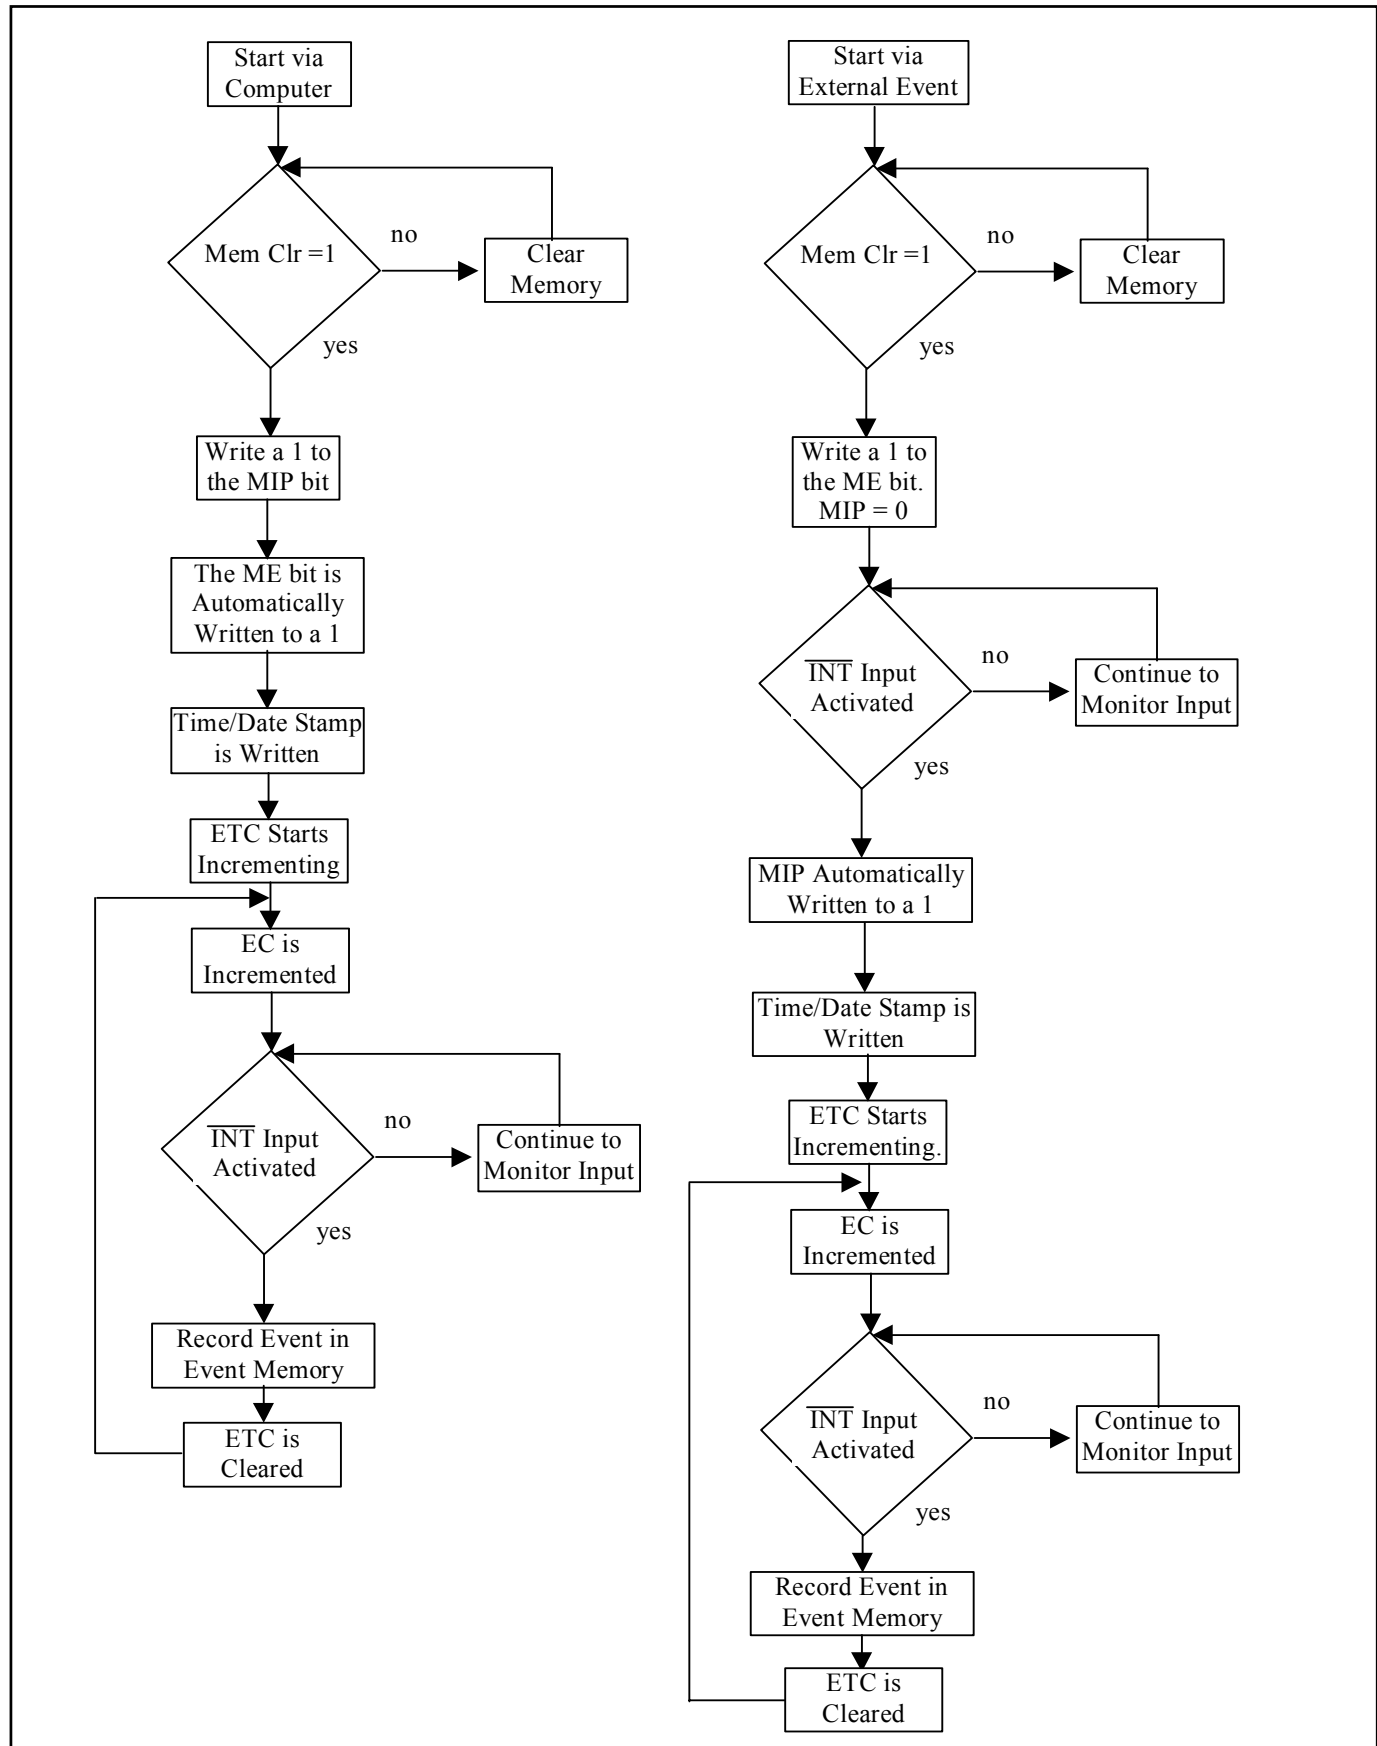 Start via
Computer
Mem Clr =1
no
Clear
Memory
yes
Write a 1 to
the MIP bit
The ME bit is
Automatically
Written to a 1
Time/Date Stamp
is Written
ETC Starts
Incrementing
EC is
Incremented
INT Input
Activated
no
Continue to
Monitor Input
yes
Record Event in
Event Memory
ETC is
Cleared
Start via
External Event
Mem Clr =1
no
Clear
Memory
yes
Write a 1 to
the ME bit.
MIP = 0
INT Input
Activated
no
Continue to
Monitor Input
yes
MIP Automatically
Written to a 1
Time/Date Stamp is
Written
ETC Starts
Incrementing.
EC is
Incremented
INT Input
Activated
no
Continue to
Monitor Input
yes
Record Event in
Event Memory
ETC is
Cleared